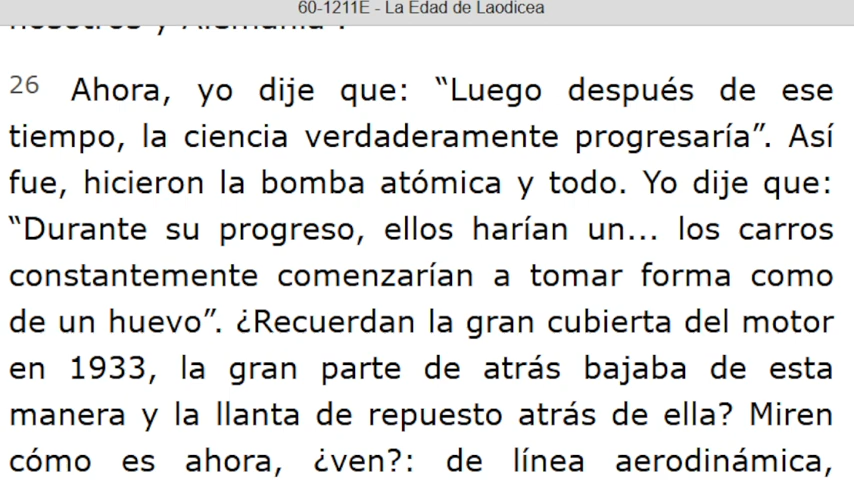 60-1211E - La Edad de Laodicea
nosotros y Alemania”.
26 Ahora, yo dije que: “Luego después de ese
tiempo, la ciencia verdaderamente progresaría”. Así
fue, hicieron la bomba atómica y todo. Yo dije que:
“Durante su progreso, ellos harían un... los carros
constantemente comenzarían a tomar forma como
de un huevo”. ¿Recuerdan la gran cubierta del motor
en 1933, la gran parte de atrás bajaba de esta
manera y la llanta de repuesto atrás de ella? Miren
cómo es ahora, ¿ven?: de línea aerodinámica,